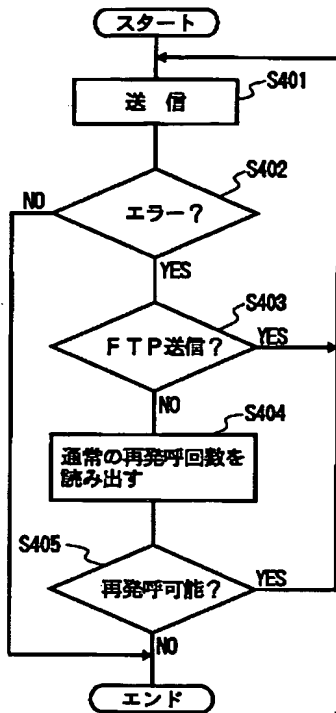 スタート
S401
送 信
S402
NO
エラー?
YES
S403
FTP送信?
YES
NO
S404
通常の再発呼回数を
読み出す
S405
再発呼可能?
YES
NO
エンド